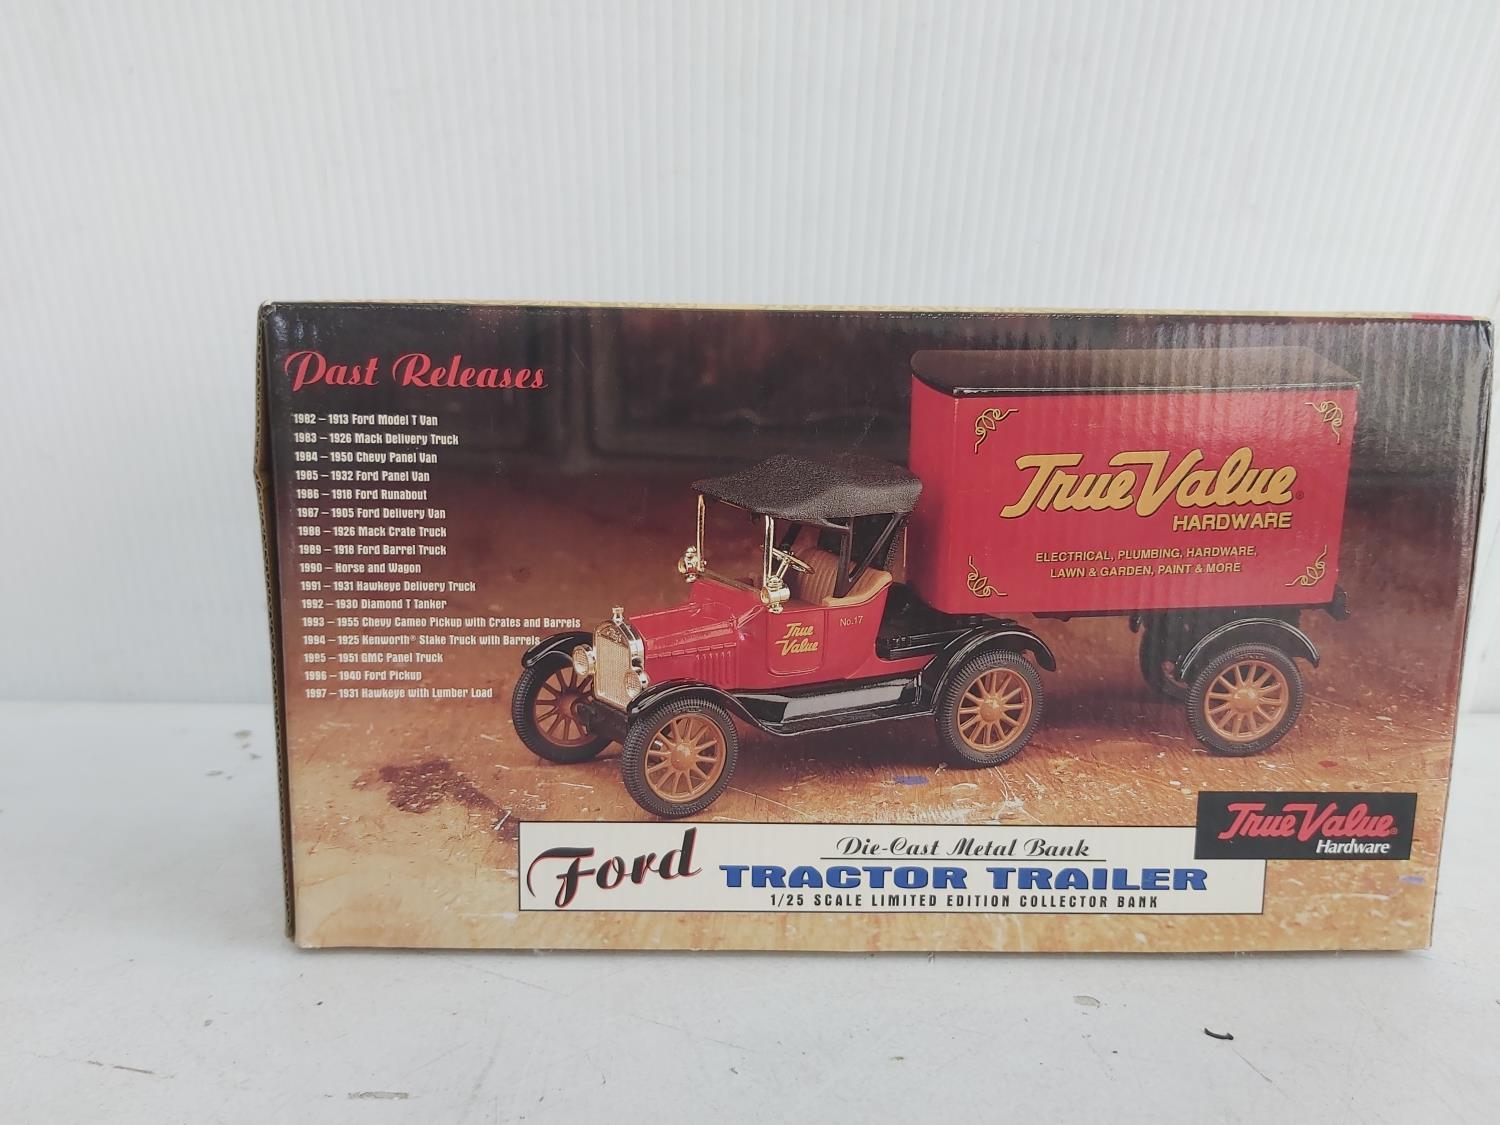 Past Releases
1982 – 1913 Ford Model T Van
1983 – 1926 Mack Delivery Truck
1984 – 1950 Chevy Panel Van
1985 – 1932 Ford Panel Van
1986 – 1918 Ford Runabout
1987 – 1905 Ford Delivery Van
1988 – 1926 Mack Crate Truck
1989 – 1918 Ford Barrel Truck
1990 – Horse and Wagon
1991 – 1931 Hawkeye Delivery Truck
1992 – 1930 Diamond T Tanker
1993 – 1955 Chevy Cameo Pickup with Crates and Barrels
1994 – 1925 Kenworth® Stake Truck with Barrels
1995 – 1951 GMC Panel Truck
1996 – 1940 Ford Pickup
1997 – 1931 Hawkeye with Lumber Load
True Value®
HARDWARE
ELECTRICAL, PLUMBING, HARDWARE,
LAWN & GARDEN, PAINT & MORE
True
Value
No.17
Ford
Die-Cast Metal Bank
TRACTOR TRAILER
1/25 SCALE LIMITED EDITION COLLECTOR BANK
True Value®
Hardware